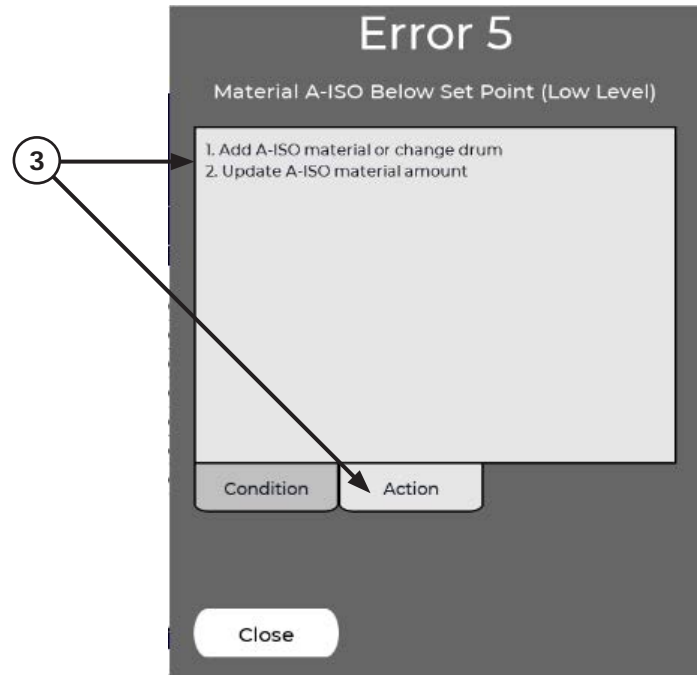 Error 5
Material A-ISO Below Set Point (Low Level)
3
1. Add A-ISO material or change drum
2. Update A-ISO material amount
Condition
Action
Close